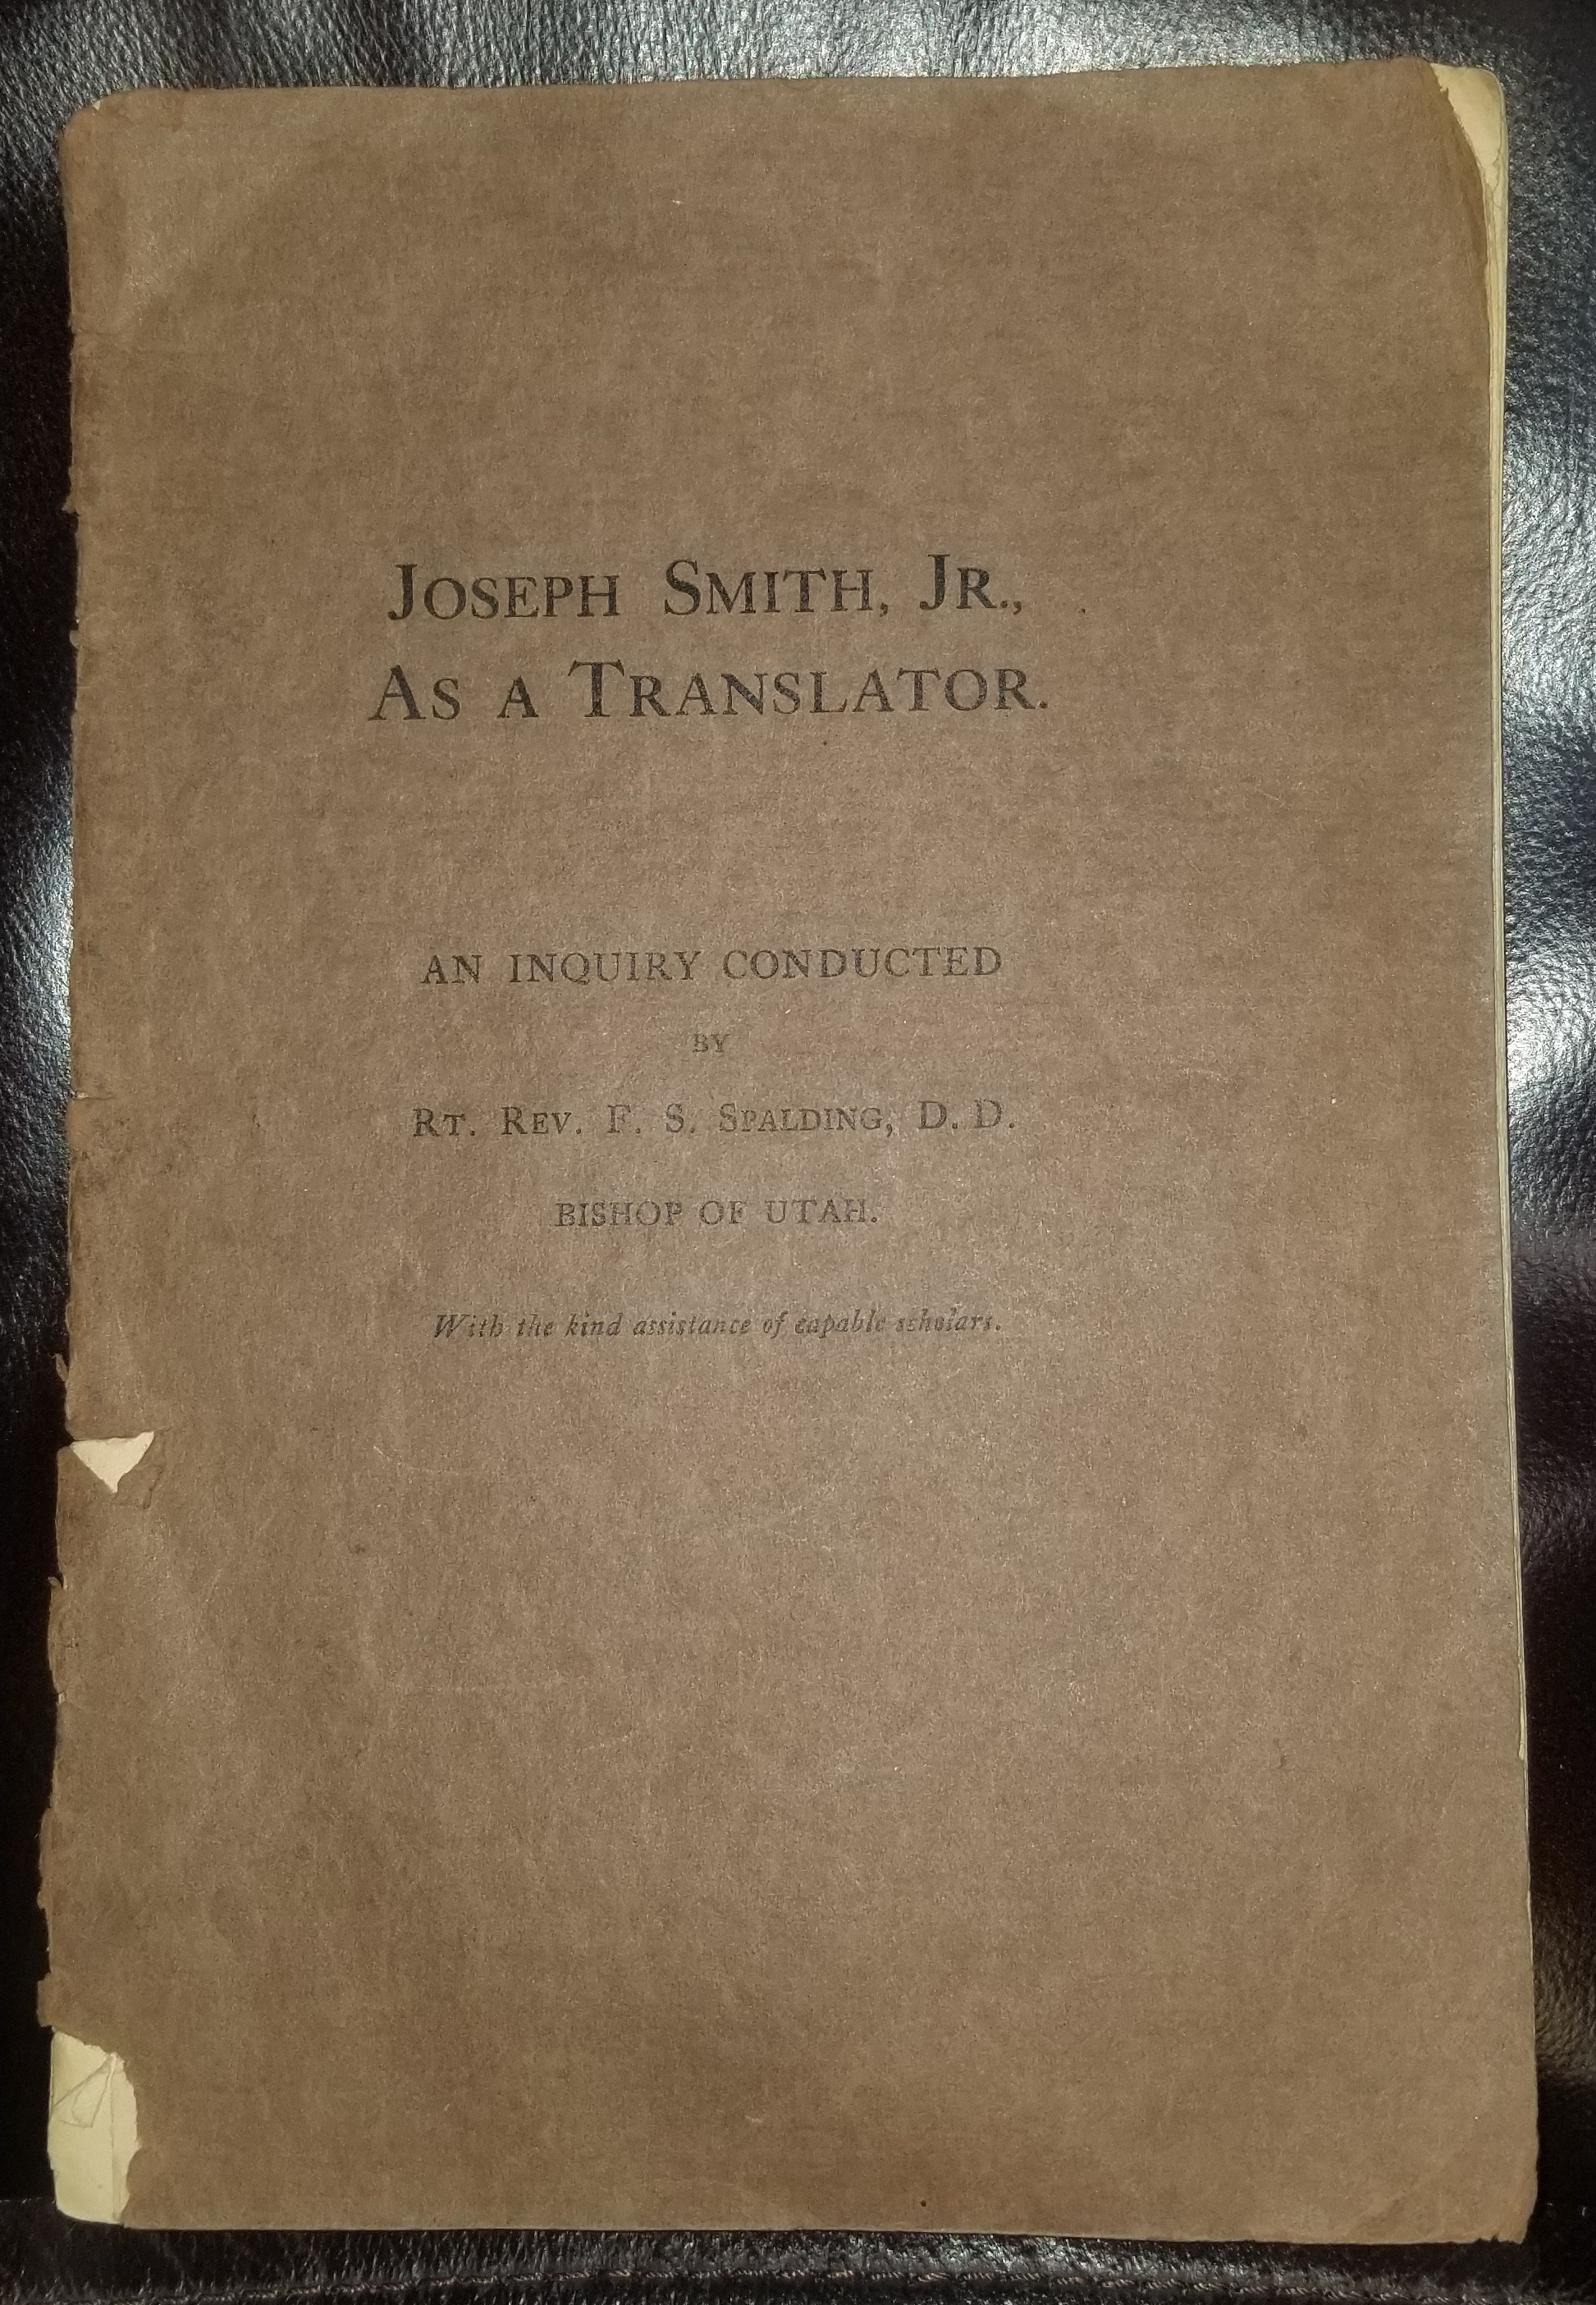 Joseph Smith, Jr.,
As a Translator.
AN INQUIRY CONDUCTED
BY
Rt. Rev. F. S. Spalding, D. D.
BISHOP OF UTAH.
With the kind assistance of capable scholars.